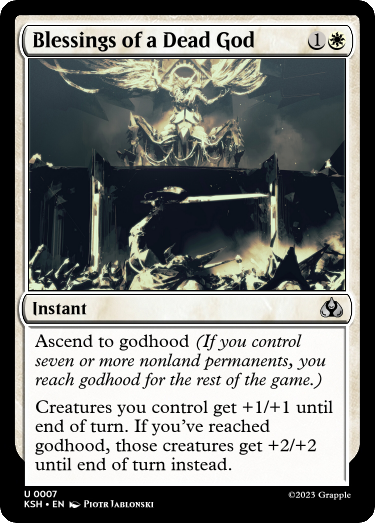 Blessings of a Dead God 1
Instant
Ascend to godhood (If you control
seven or more nonland permanents, you
reach godhood for the rest of the game.)
Creatures you control get +1/+1 until
end of turn. If you've reached
godhood, those creatures get +2/+2
until end of turn instead.
U 0007
KSH • EN Piotr Jablonski
©2023 Grapple